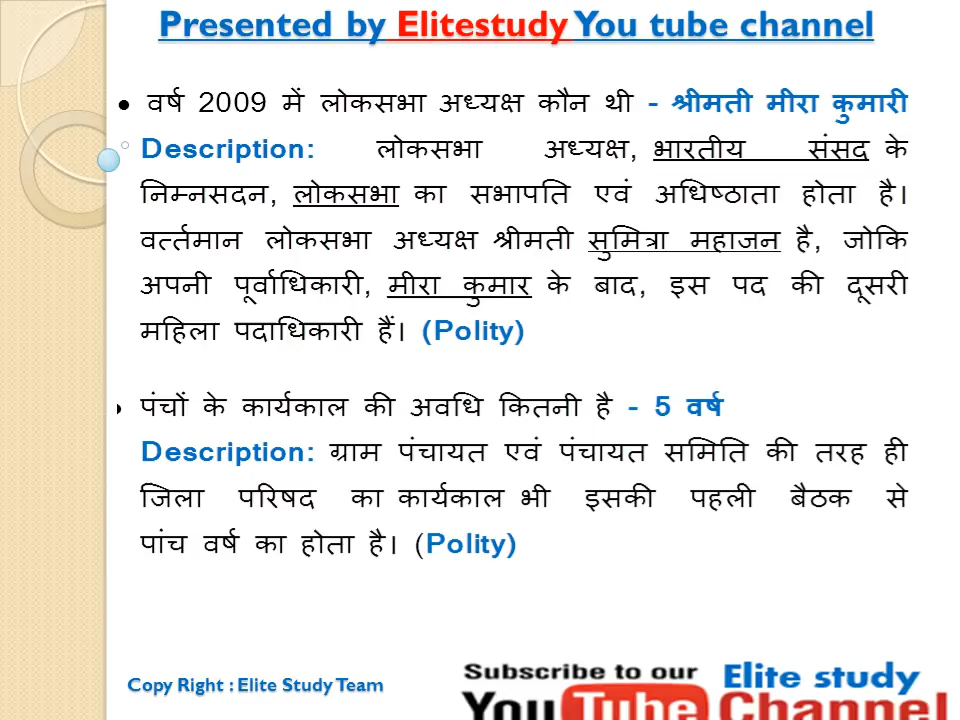 Presented by Elitestudy You tube channel
• वर्ष 2009 में लोकसभा अध्यक्ष कौन थी - श्रीमती मीरा कुमारी
Description: लोकसभा अध्यक्ष, भारतीय संसद के
निम्नसदन, लोकसभा का सभापति एवं अधिष्ठाता होता है।
वर्त्तमान लोकसभा अध्यक्ष श्रीमती सुमित्रा महाजन है, जोकि
अपनी पूर्वाधिकारी, मीरा कुमार के बाद, इस पद की दूसरी
महिला पदाधिकारी हैं। (Polity)
• पंचों के कार्यकाल की अवधि कितनी है - 5 वर्ष
Description: ग्राम पंचायत एवं पंचायत समिति की तरह ही
जिला परिषद का कार्यकाल भी इसकी पहली बैठक से
पांच वर्ष का होता है। (Polity)
Copy Right : Elite Study Team
Subscribe to our Elite study
YouTube Channel